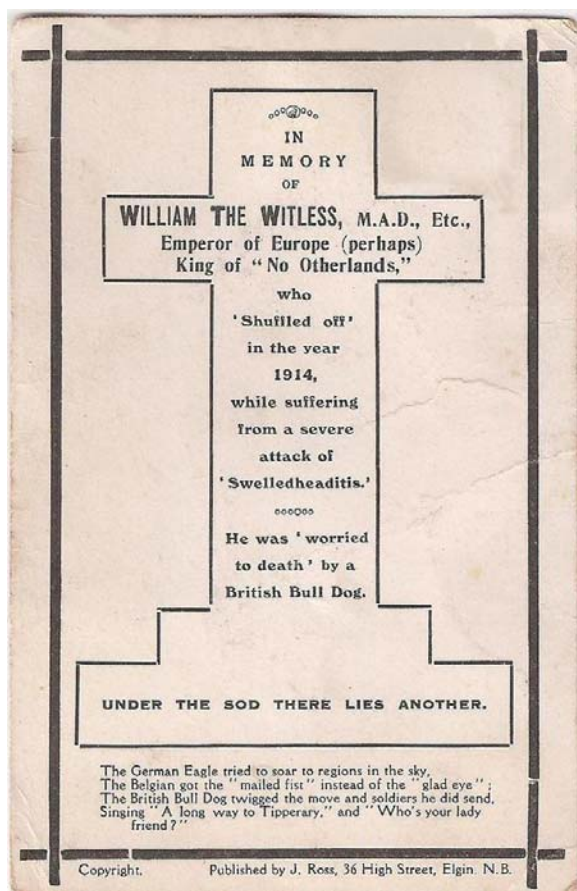 IN
MEMORY
OF
WILLIAM THE WITLESS, M.A.D., Etc.,
Emperor of Europe (perhaps)
King of "No Otherlands,"
who
'Shuffled off'
in the year
1914,
while suffering
from a severe
attack of
'Swelledheaditis.'
He was 'worried
to death' by a
British Bull Dog.
UNDER THE SOD THERE LIES ANOTHER.
The German Eagle tried to soar to regions in the sky,
The Belgian got the "mailed fist" instead of the "glad eye";
The British Bull Dog twigged the move and soldiers he did send,
Singing "A long way to Tipperary," and "Who's your lady
friend?"
Copyright. Published by J. Ross, 36 High Street, Elgin. N.B.